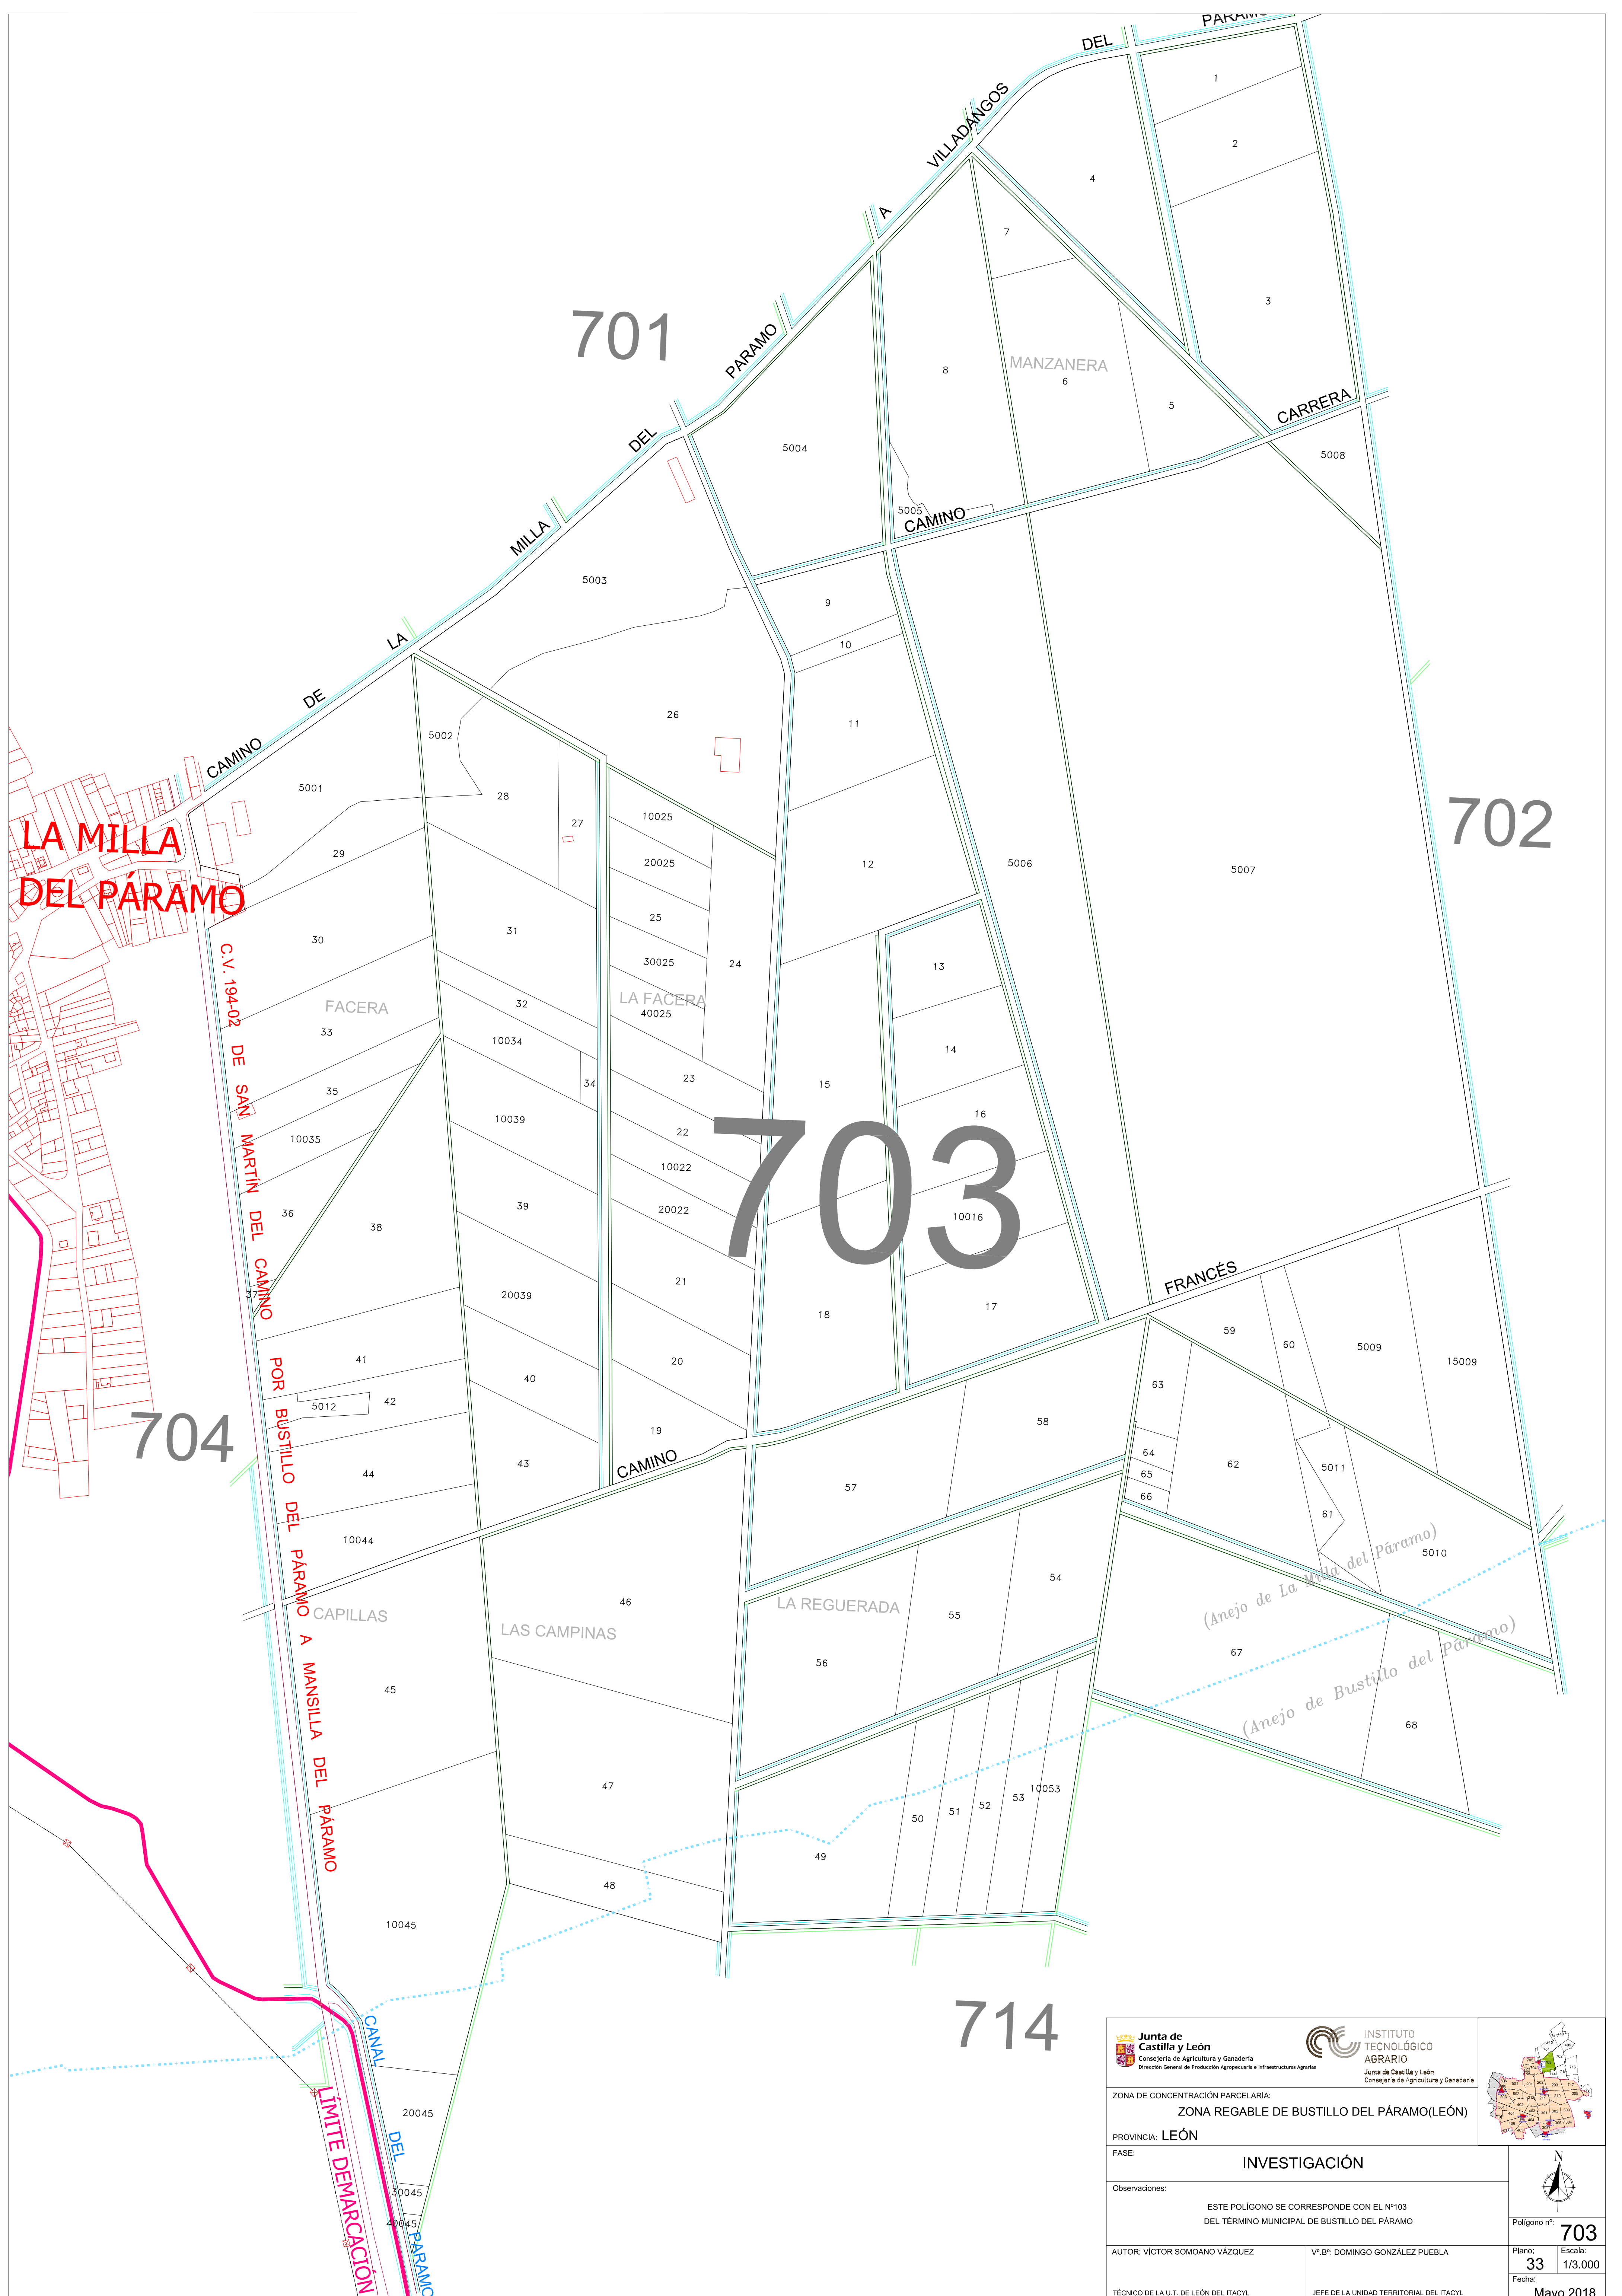 PARAMO
DEL
VILLADANGOS
A
PARAMO
DEL
MILLA
LA
DE
CAMINO
1
2
4
7
3
701
8
MANZANERA
6
5
CARRERA
5004
5008
5005
CAMINO
5003
9
10
26
11
5002
5001
28
27
10025
702
LA MILLA
DEL PÁRAMO
29
20025
12
5006
5007
25
30
31
30025
24
13
FACERA
32
LA FACERA
40025
33
10034
14
34
23
15
35
10039
16
10035
22
703
10022
39
20022
36
38
10016
21
37
20039
18
17
FRANCÉS
59
60
5009
15009
41
20
40
63
42
5012
58
704
19
CAMINO
64
62
5011
44
43
65
57
66
61
10044
5010
(Anejo de La Milla del Páramo)
54
CAPILLAS
46
LA REGUERADA
55
LAS CAMPINAS
67
56
(Anejo de Bustillo del Páramo)
45
68
47
10053
53
52
51
50
49
48
10045
C.V. 194-02 DE SAN MARTÍN DEL CAMINO POR BUSTILLO DEL PÁRAMO A MANSILLA DEL PÁRAMO
714
CANAL DEL PARAMO
20045
30045
40045
LÍMITE DEMARCACIÓN
Junta de
Castilla y León
Consejería de Agricultura y Ganadería
Dirección General de Producción Agropecuaria e Infraestructuras Agrarias
INSTITUTO
TECNOLÓGICO
AGRARIO
Junta de Castilla y León
Consejería de Agricultura y Ganadería
ZONA DE CONCENTRACIÓN PARCELARIA:
ZONA REGABLE DE BUSTILLO DEL PÁRAMO(LEÓN)
PROVINCIA: LEÓN
FASE:
INVESTIGACIÓN
N
Observaciones:
ESTE POLÍGONO SE CORRESPONDE CON EL Nº103
DEL TÉRMINO MUNICIPAL DE BUSTILLO DEL PÁRAMO
Polígono nº:
703
AUTOR: VÍCTOR SOMOANO VÁZQUEZ
Vº.Bº: DOMINGO GONZÁLEZ PUEBLA
Plano:
33
Escala:
1/3.000
Fecha:
Mayo 2018
TÉCNICO DE LA U.T. DE LEÓN DEL ITACYL
JEFE DE LA UNIDAD TERRITORIAL DEL ITACYL